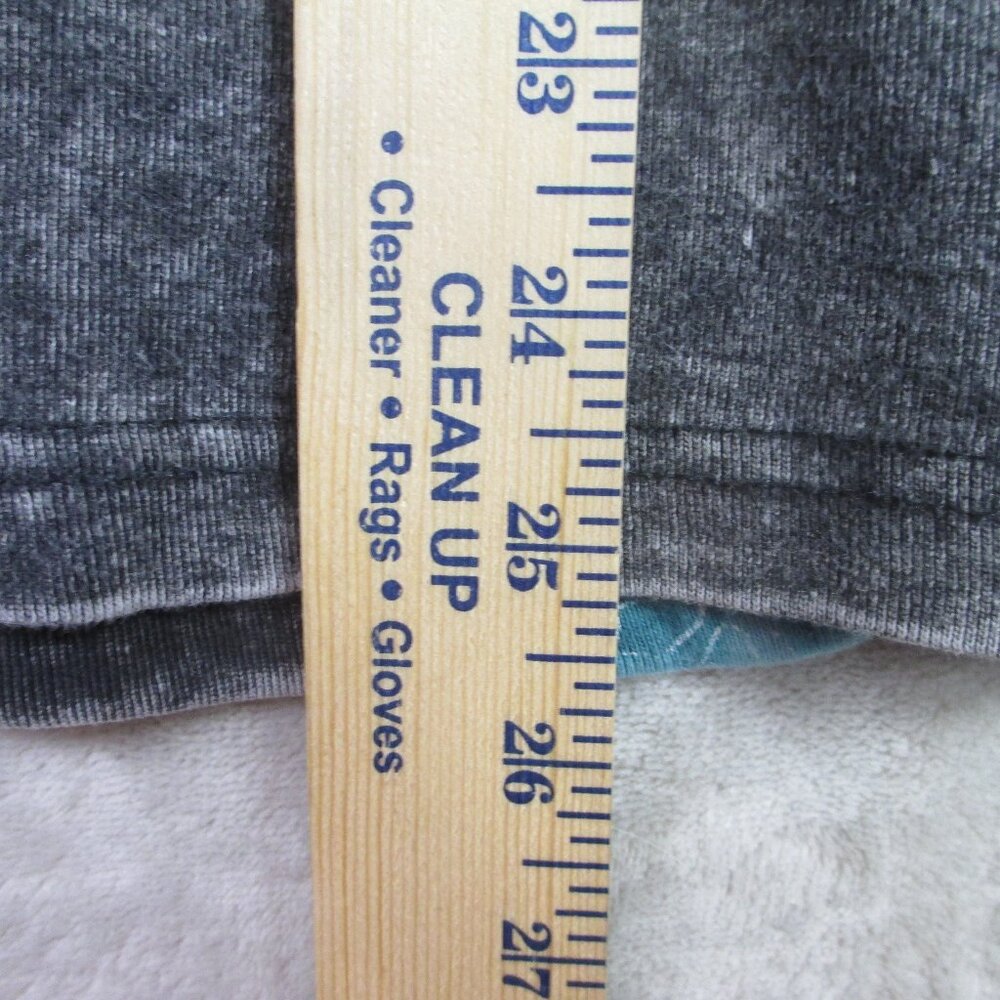 CLEAN UP
• Cleaner • Rags • Gloves
23
24
25
26
27